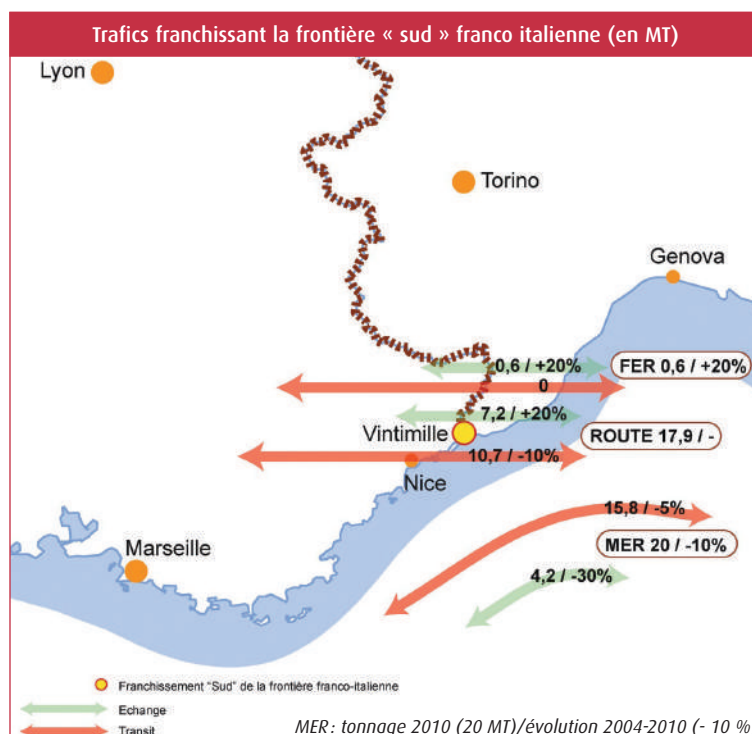 Trafics franchissant la frontière « sud » franco italienne (en MT)
Lyon
Torino
Genova
0,6 / +20%
FER 0,6 / +20%
0
7,2 / +20%
Vintimille
ROUTE 17,9 / -
10,7 / -10%
Nice
15,8 / -5%
MER 20 / -10%
Marseille
4,2 / -30%
Franchissement "Sud" de la frontière franco-italienne
Echange
Transit
MER : tonnage 2010 (20 MT)/évolution 2004-2010 (- 10 %